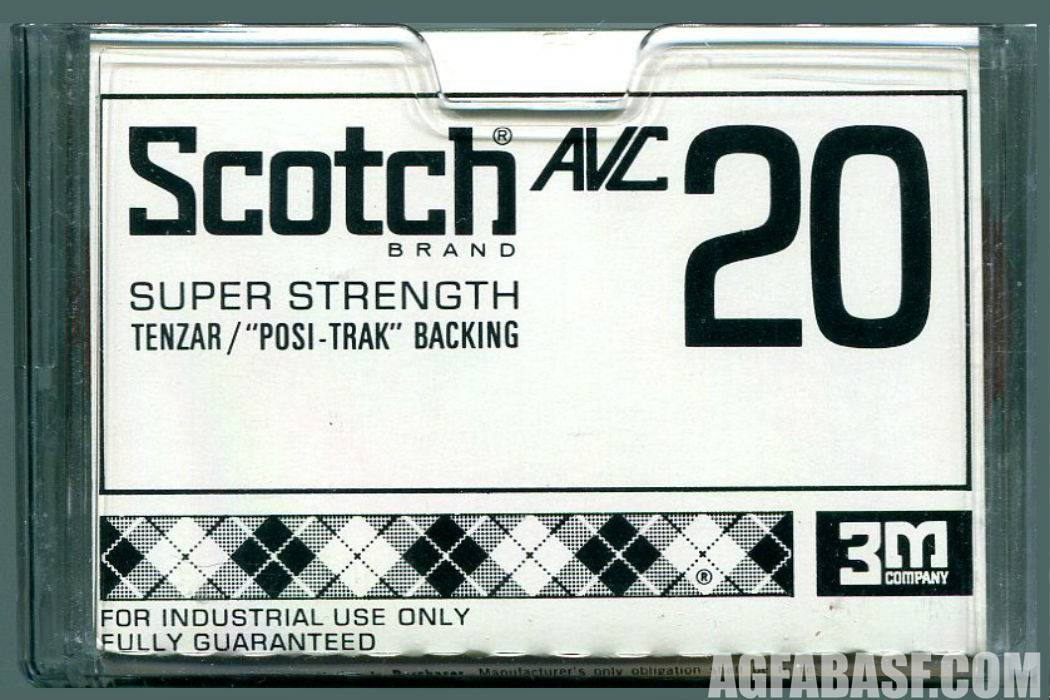 Scotch® AVC 20
BRAND
SUPER STRENGTH
TENZAR/"POSI-TRAK" BACKING
®
3M
COMPANY
FOR INDUSTRIAL USE ONLY
FULLY GUARANTEED
Purchaser. Manufacturer's only obligation
AGFABASF.COM